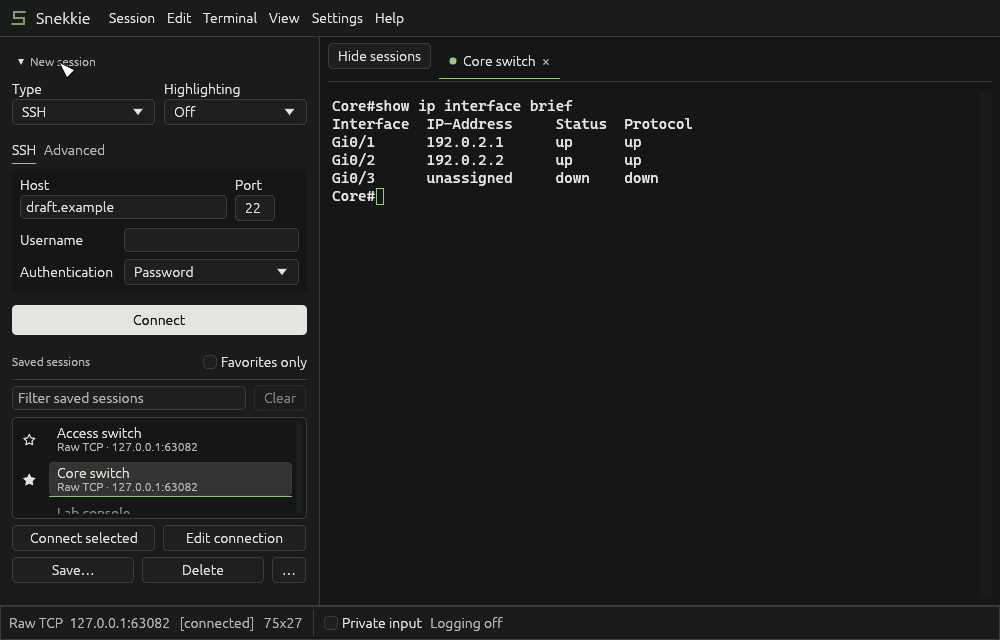 Snekkie Session Edit Terminal View Settings Help
▼ New session
Type Highlighting
SSH Off
SSH Advanced
Host Port
draft.example 22
Username
Authentication Password
Connect
Saved sessions Favorites only
Filter saved sessions Clear
Access switch
Raw TCP · 127.0.0.1:63082
Core switch
Raw TCP · 127.0.0.1:63082
Lab console
Connect selected Edit connection
Save... Delete ...
Hide sessions Core switch ×
Core#show ip interface brief
Interface IP-Address Status Protocol
Gi0/1 192.0.2.1 up up
Gi0/2 192.0.2.2 up up
Gi0/3 unassigned down down
Core#
Raw TCP 127.0.0.1:63082 [connected] 75x27 Private input Logging off